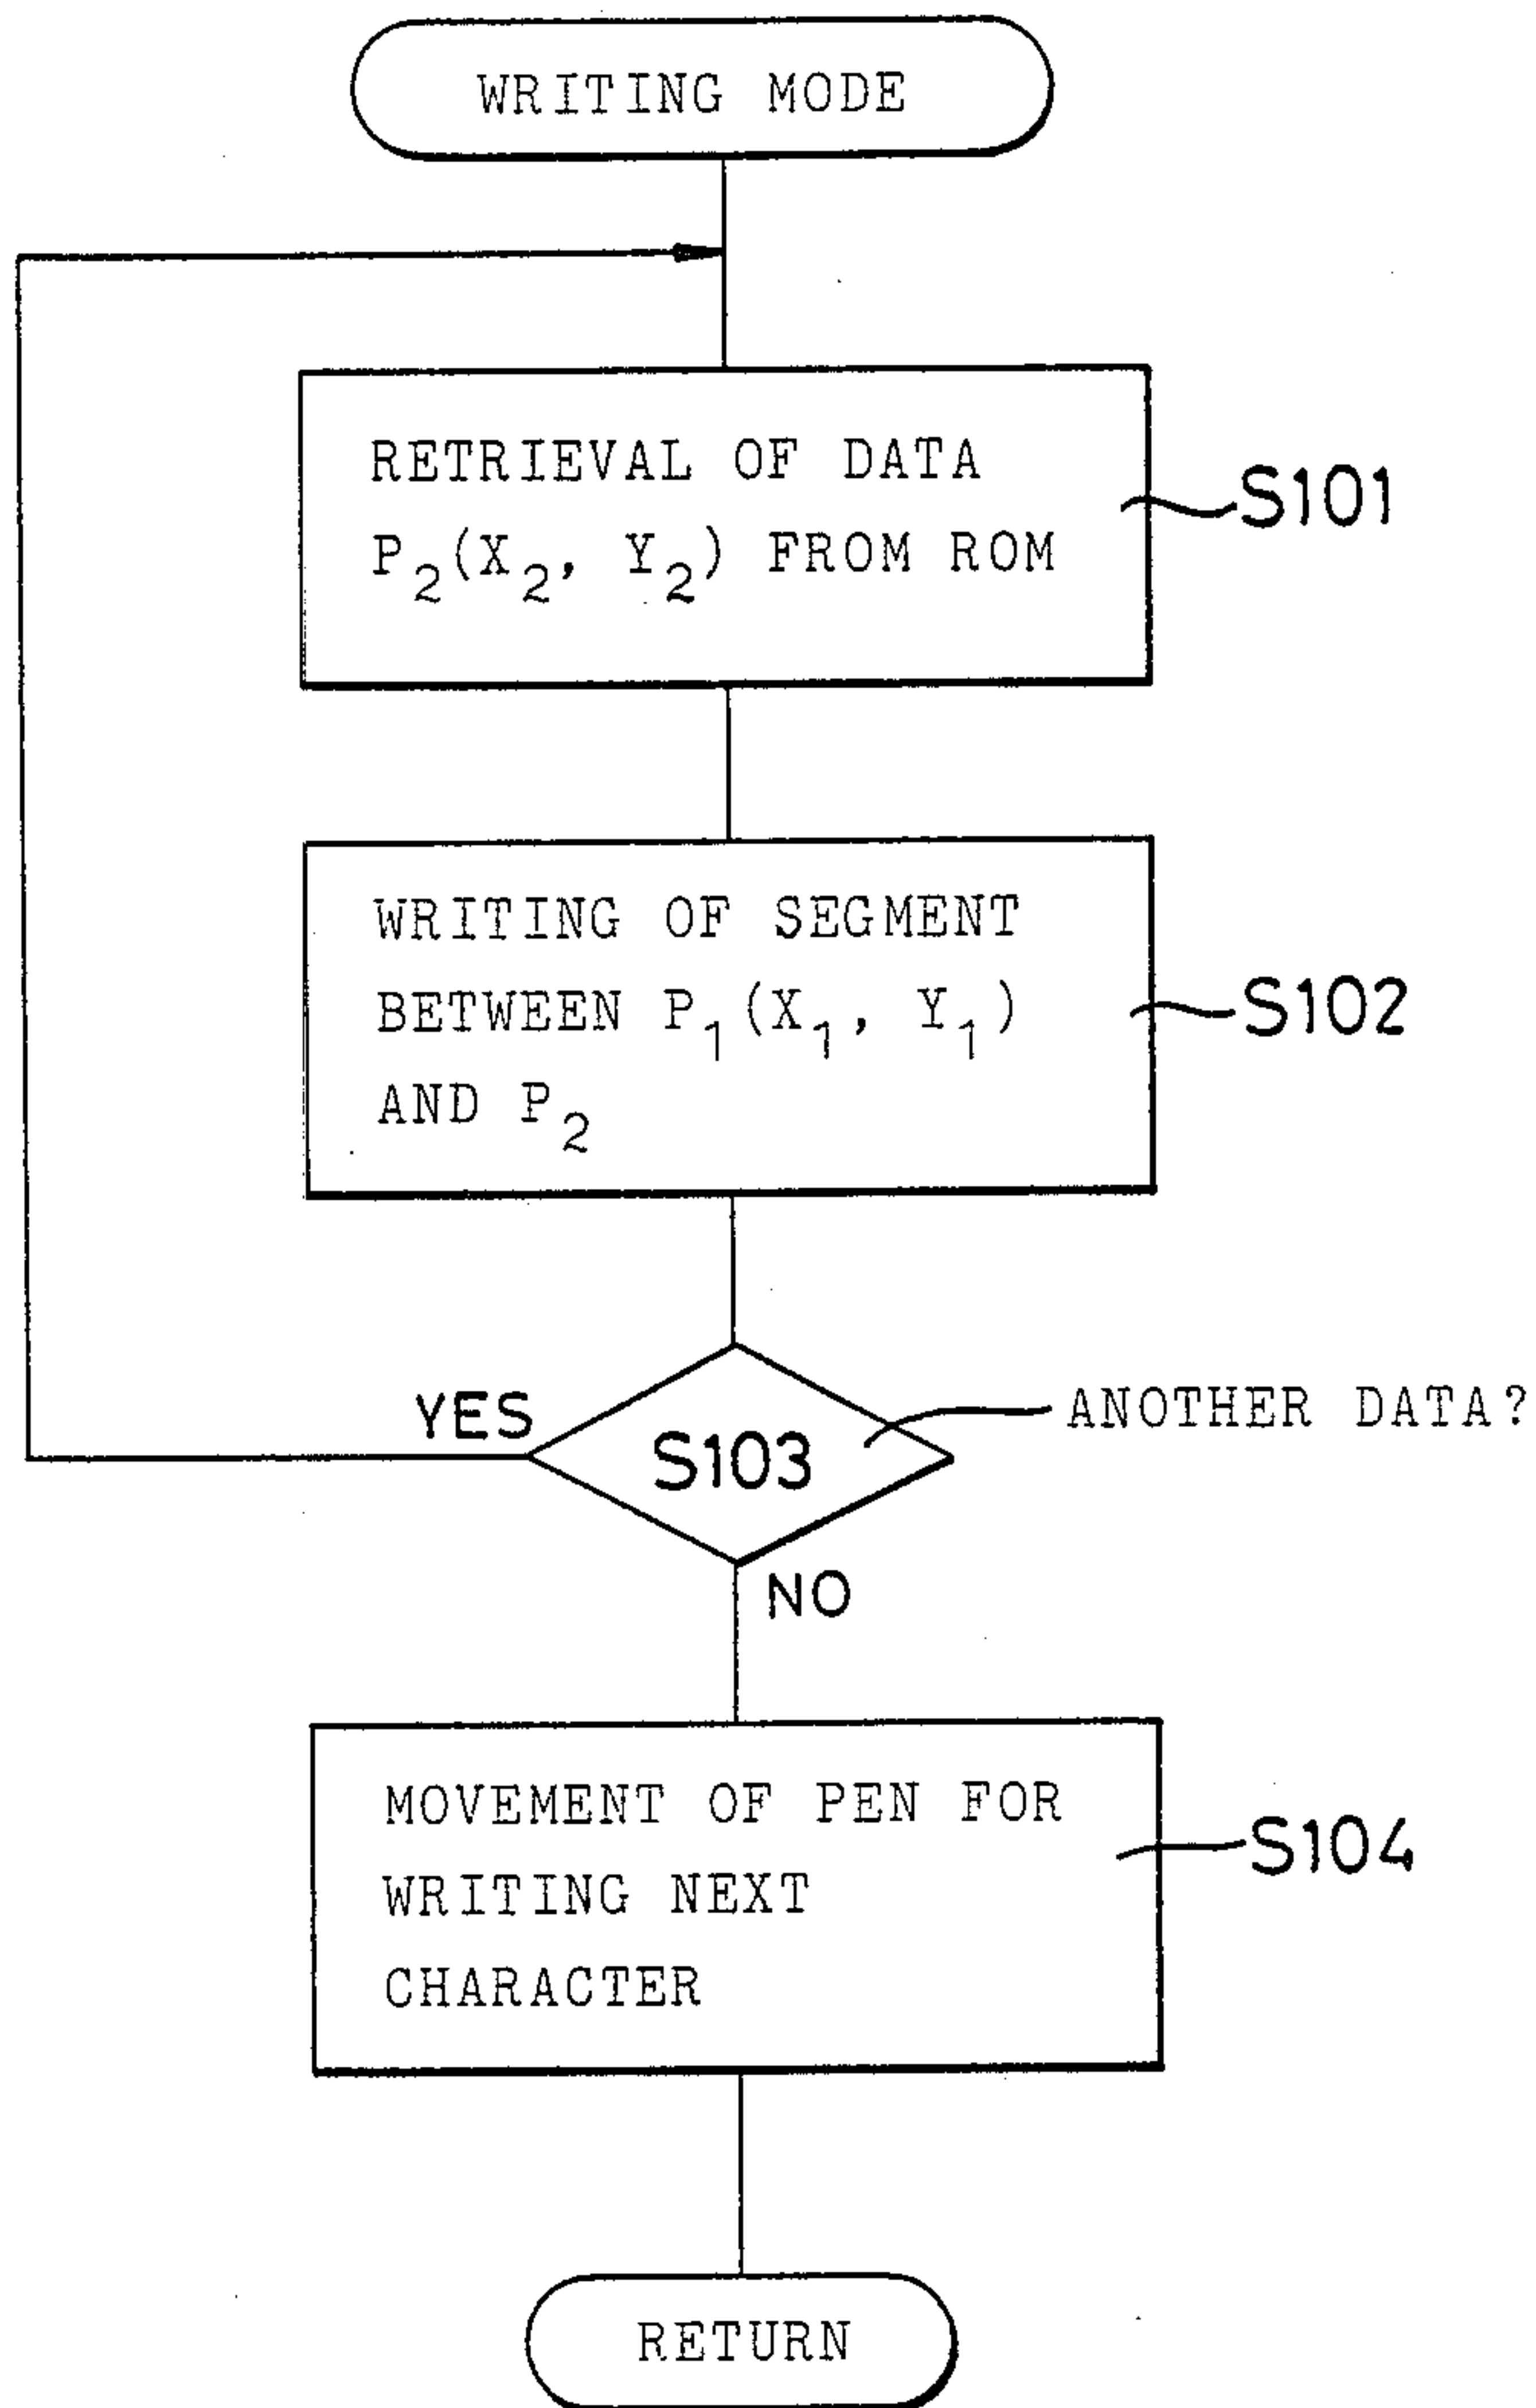 WRITING MODE
RETRIEVAL OF DATA
P₂(X₂, Y₂) FROM ROM
S101
WRITING OF SEGMENT
BETWEEN P₁(X₁, Y₁)
AND P₂
S102
YES
S103
ANOTHER DATA?
NO
MOVEMENT OF PEN FOR
WRITING NEXT
CHARACTER
S104
RETURN